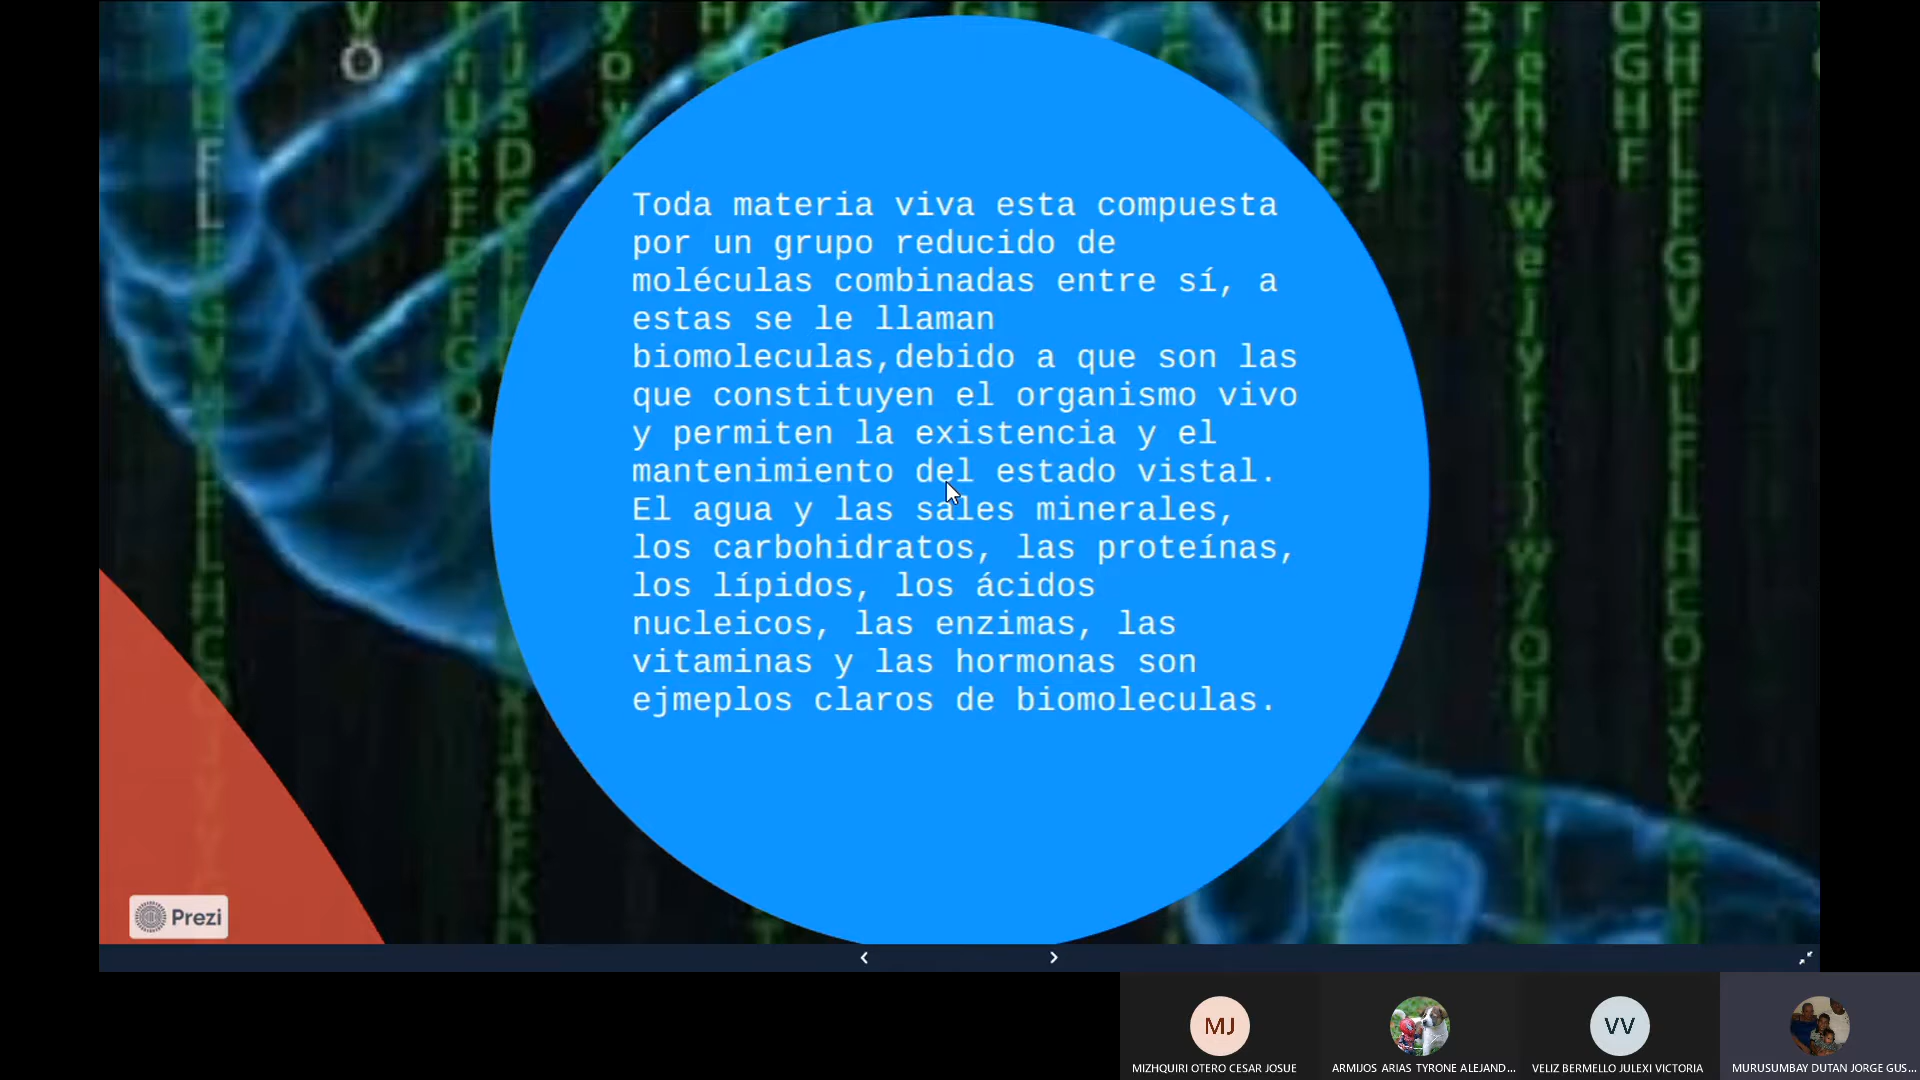 Toda materia viva esta compuesta
por un grupo reducido de
moléculas combinadas entre sí, a
estas se le llaman
biomoleculas,debido a que son las
que constituyen el organismo vivo
y permiten la existencia y el
mantenimiento del estado vistal.
El agua y las sales minerales,
los carbohidratos, las proteínas,
los lípidos, los ácidos
nucleicos, las enzimas, las
vitaminas y las hormonas son
ejmeplos claros de biomoleculas.
Prezi
MJ
VV
MIZHQUIRI OTERO CESAR JOSUE
ARMIJOS ARIAS TYRONE ALEJAND...
VELIZ BERMELLO JULEXI VICTORIA
MURUSUMBAY DUTAN JORGE GUS...